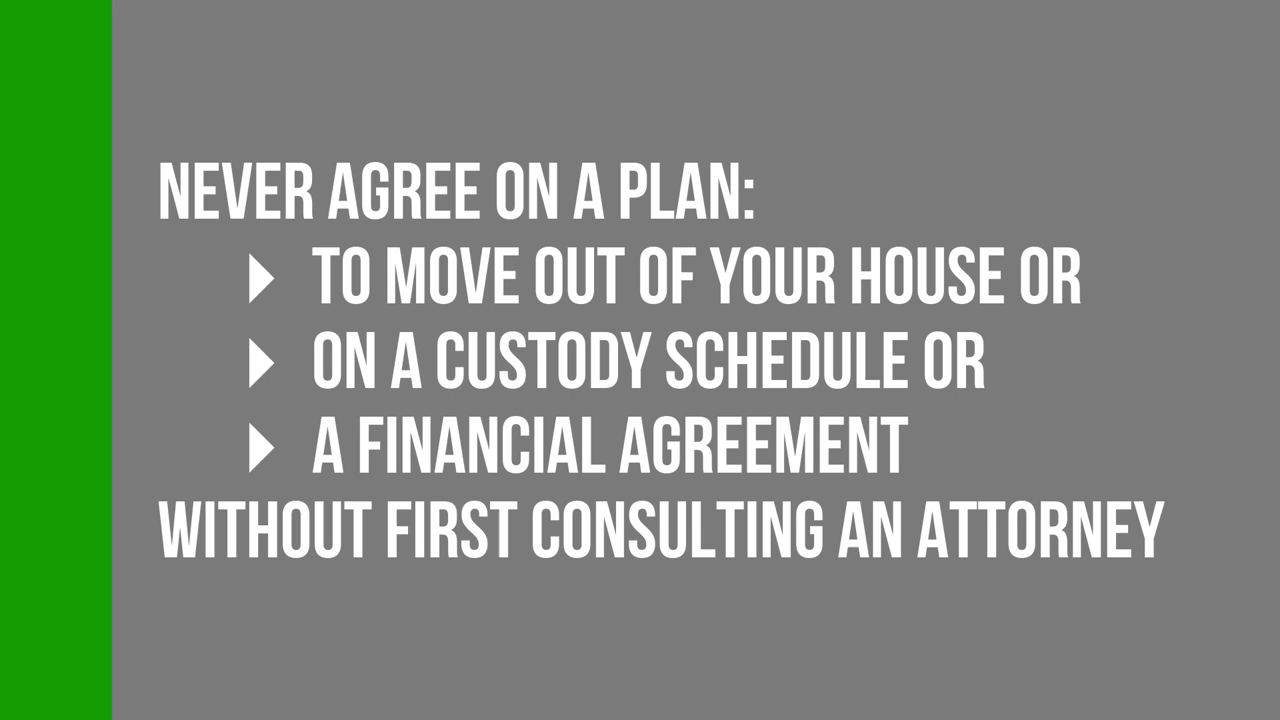 NEVER AGREE ON A PLAN:
TO MOVE OUT OF YOUR HOUSE OR
ON A CUSTODY SCHEDULE OR
A FINANCIAL AGREEMENT
WITHOUT FIRST CONSULTING AN ATTORNEY